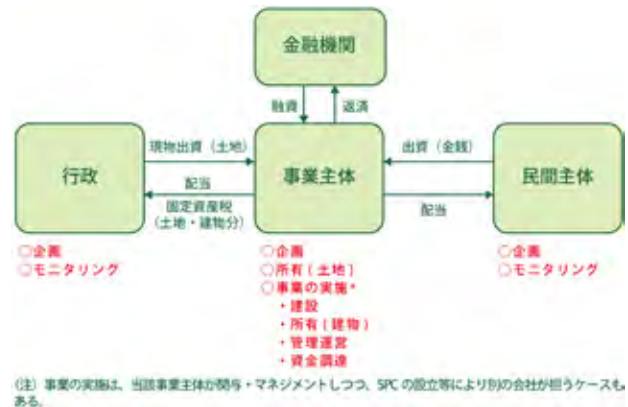 金融機関
融資
返済
行政
現物出資（土地）
配当
固定資産税
（土地・建物分）
事業主体
出資（金銭）
配当
民間主体
○企画
○モニタリング
○企画
○所有(土地)
○事業の実施*
・建設
・所有(建物)
・管理運営
・資金調達
○企画
○モニタリング
（注）事業の実施は、当該事業主体が関与・マネジメントしつつ、SPCの設立等により別の会社が担うケースも
ある。